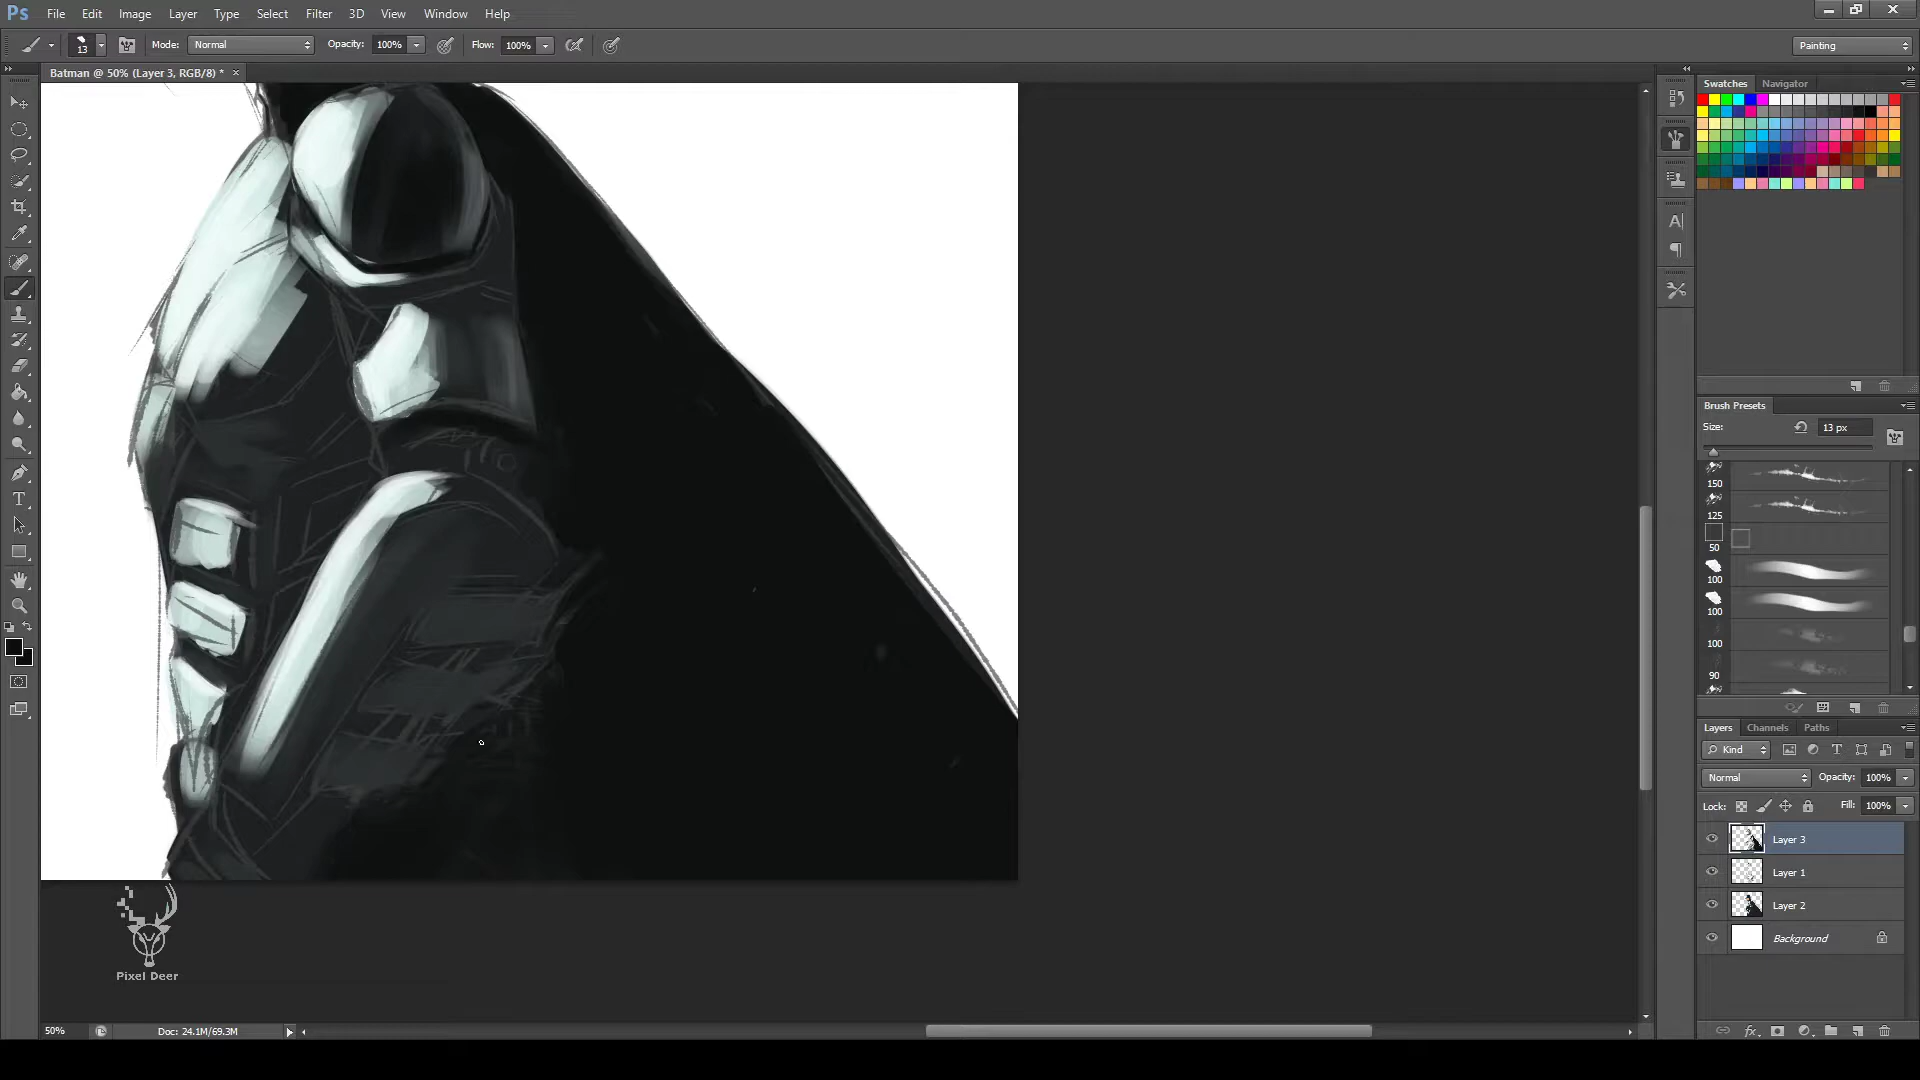 Ps File Edit Image Layer Type Select Filter 3D View Window Help
13 Mode: Normal Opacity: 100% Flow: 100% Painting
Batman @ 50% (Layer 3, RGB/8) * ×
Swatches Navigator
Brush Presets
Size: 13 px
150
125
50
100
100
100
90
Layers Channels Paths
Kind
Normal Opacity: 100%
Lock: Fill: 100%
Layer 3
Layer 1
Layer 2
Background
Pixel Deer
50% Doc: 24.1M/69.3M